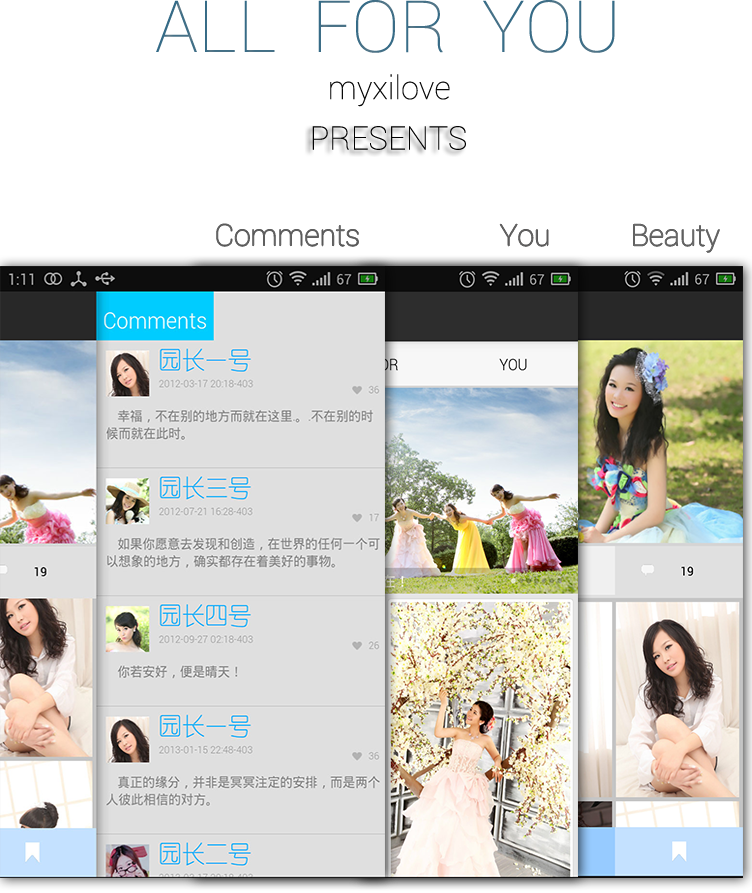 ALL FOR YOU
myxilove
PRESENTS
Comments
You
Beauty
1:11
67
67
67
Comments
园长一号
2012-03-17 20:18-403
36
幸福，不在别的地方而就在这里.。.不在别的时
候而就在此时。
园长三号
2012-07-21 16:28-403
17
如果你愿意去发现和创造，在世界的任何一个可
以想象的地方，确实都存在着美好的事物。
园长四号
2012-09-27 02:18-403
26
你若安好，便是晴天！
园长一号
2013-01-15 22:48-403
36
真正的缘分，并非是冥冥注定的安排，而是两个
人彼此相信的对方。
园长二号
19
OR
YOU
19